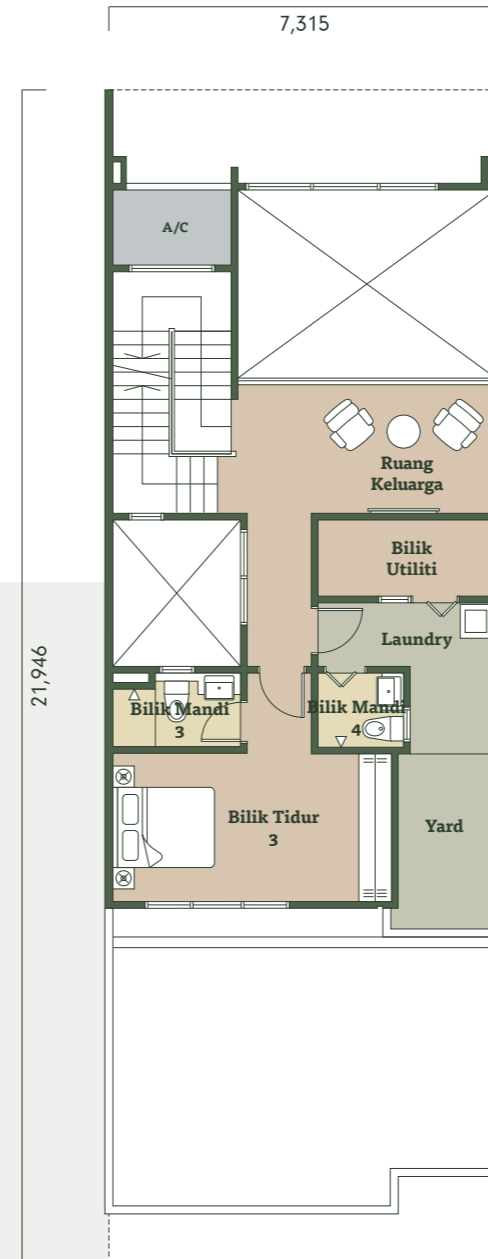 7,315
A/C
Ruang
Keluarga
Bilik
Utiliti
Laundry
21,946
Bilik Mandi
3
Bilik Mandi
4
Bilik Tidur
3
Yard